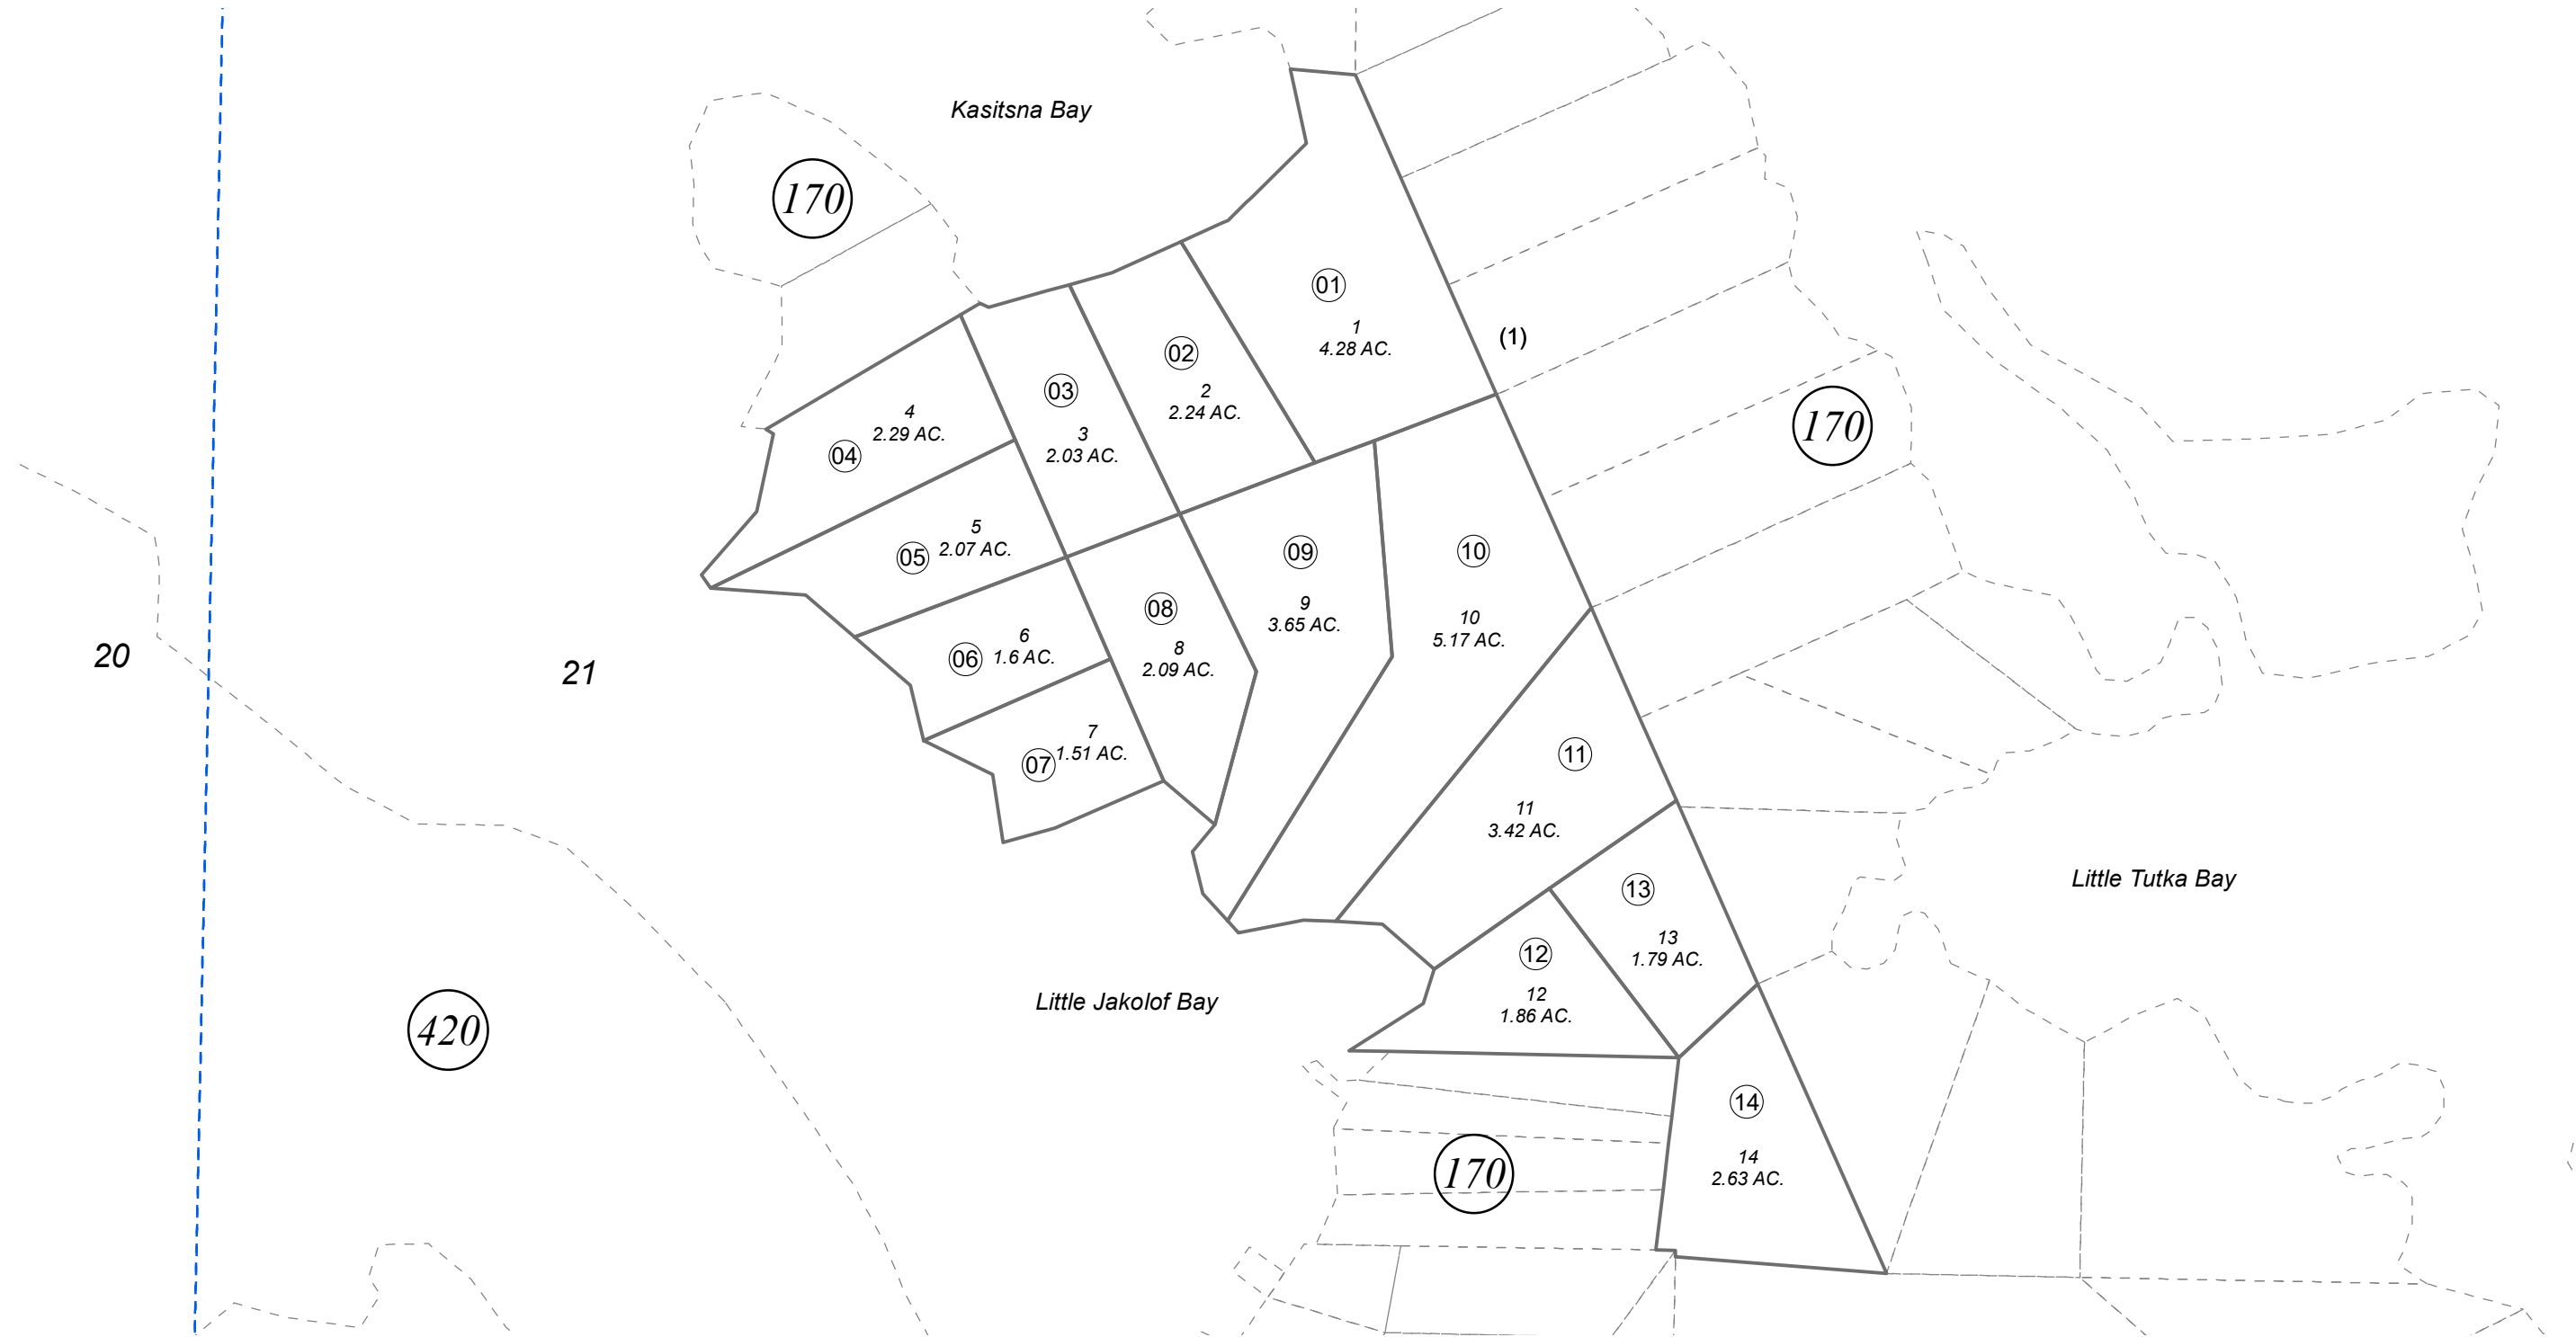 Kasitsna Bay
170
01
1
4.28 AC.
(1)
02
2
2.24 AC.
03
3
2.03 AC.
04
4
2.29 AC.
170
05
5
2.07 AC.
09
9
3.65 AC.
10
10
5.17 AC.
08
8
2.09 AC.
06
6
1.6 AC.
20
21
07
7
1.51 AC.
11
11
3.42 AC.
13
13
1.79 AC.
Little Tutka Bay
12
12
1.86 AC.
Little Jakolof Bay
420
14
14
2.63 AC.
170